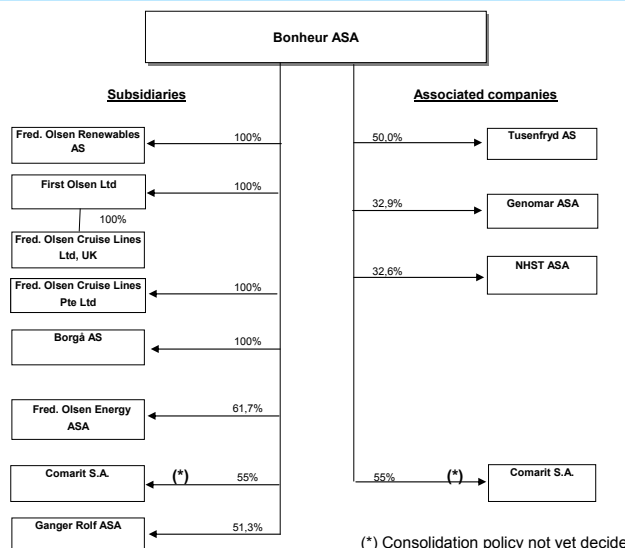 Bonheur ASA
Subsidiaries
Associated companies
Fred. Olsen Renewables
AS
100%
50,0%
Tusenfryd AS
First Olsen Ltd
100%
32,9%
Genomar ASA
100%
Fred. Olsen Cruise Lines
Ltd, UK
32,6%
NHST ASA
Fred. Olsen Cruise Lines
Pte Ltd
100%
Borgå AS
100%
Fred. Olsen Energy
ASA
61,7%
Comarit S.A.
(*)
55%
55%
(*)
Comarit S.A.
Ganger Rolf ASA
51,3%
(*) Consolidation policy not yet decide